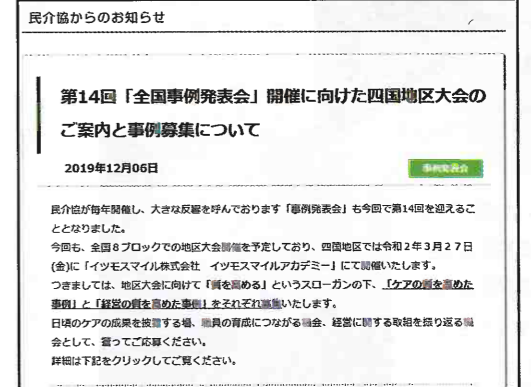 民介協からのお知らせ
第14回「全国事例発表会」開催に向けた四国地区大会の
ご案内と事例募集について
2019年12月06日
事例発表会
民介協が毎年開催し、大きな反響を呼んでおります「事例発表会」も今回で第14回を迎えるこ
ととなりました。
今回も、全国８ブロックでの地区大会開催を予定しており、四国地区では令和２年３月２７日
(金)に「イツモスマイル株式会社　イツモスマイルアカデミー」にて開催いたします。
つきましては、地区大会に向けて「質を高める」というスローガンの下、「ケアの質を高めた
事例」と「経営の質を高めた事例」をそれぞれ募集いたします。
日頃のケアの成果を披露する場、職員の育成につながる機会、経営に関する取組を振り返る機
会として、奮ってご応募ください。
詳細は下記をクリックしてご覧ください。